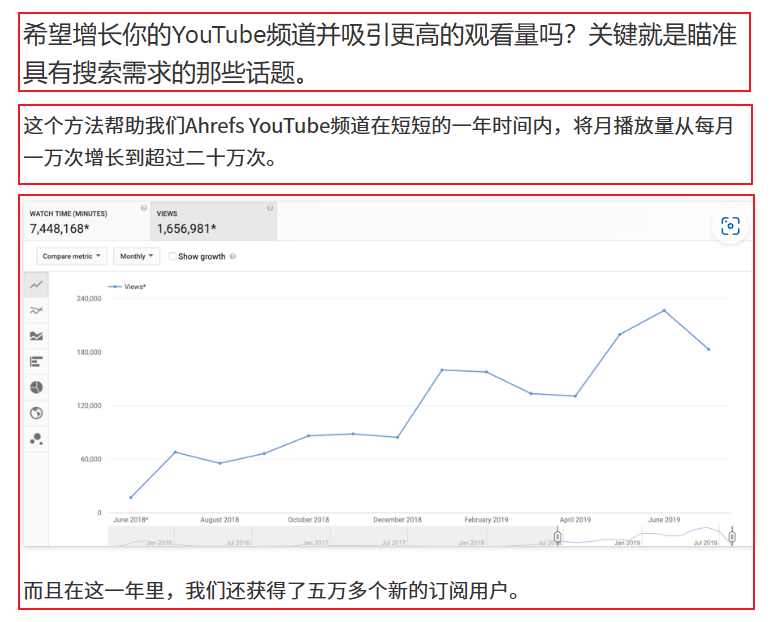 希望增长你的YouTube频道并吸引更高的观看量吗？关键就是瞄准
具有搜索需求的那些话题。
这个方法帮助我们Ahrefs YouTube频道在短短的一年时间内，将月播放量从每月
一万次增长到超过二十万次。
WATCH TIME (MINUTES)
7,448,168*
VIEWS
1,656,981*
Compare metric
Monthly
Show growth
Views*
240,000
180,000
120,000
60,000
0
June 2018* August 2018 October 2018 December 2018 February 2019 April 2019 June 2019
Jan 2016 Jul 2016 Jan 2017 Jul 2017 Jan 2018 Jul 20 Jan 2019 Jul 2019
而且在这一年里，我们还获得了五万多个新的订阅用户。